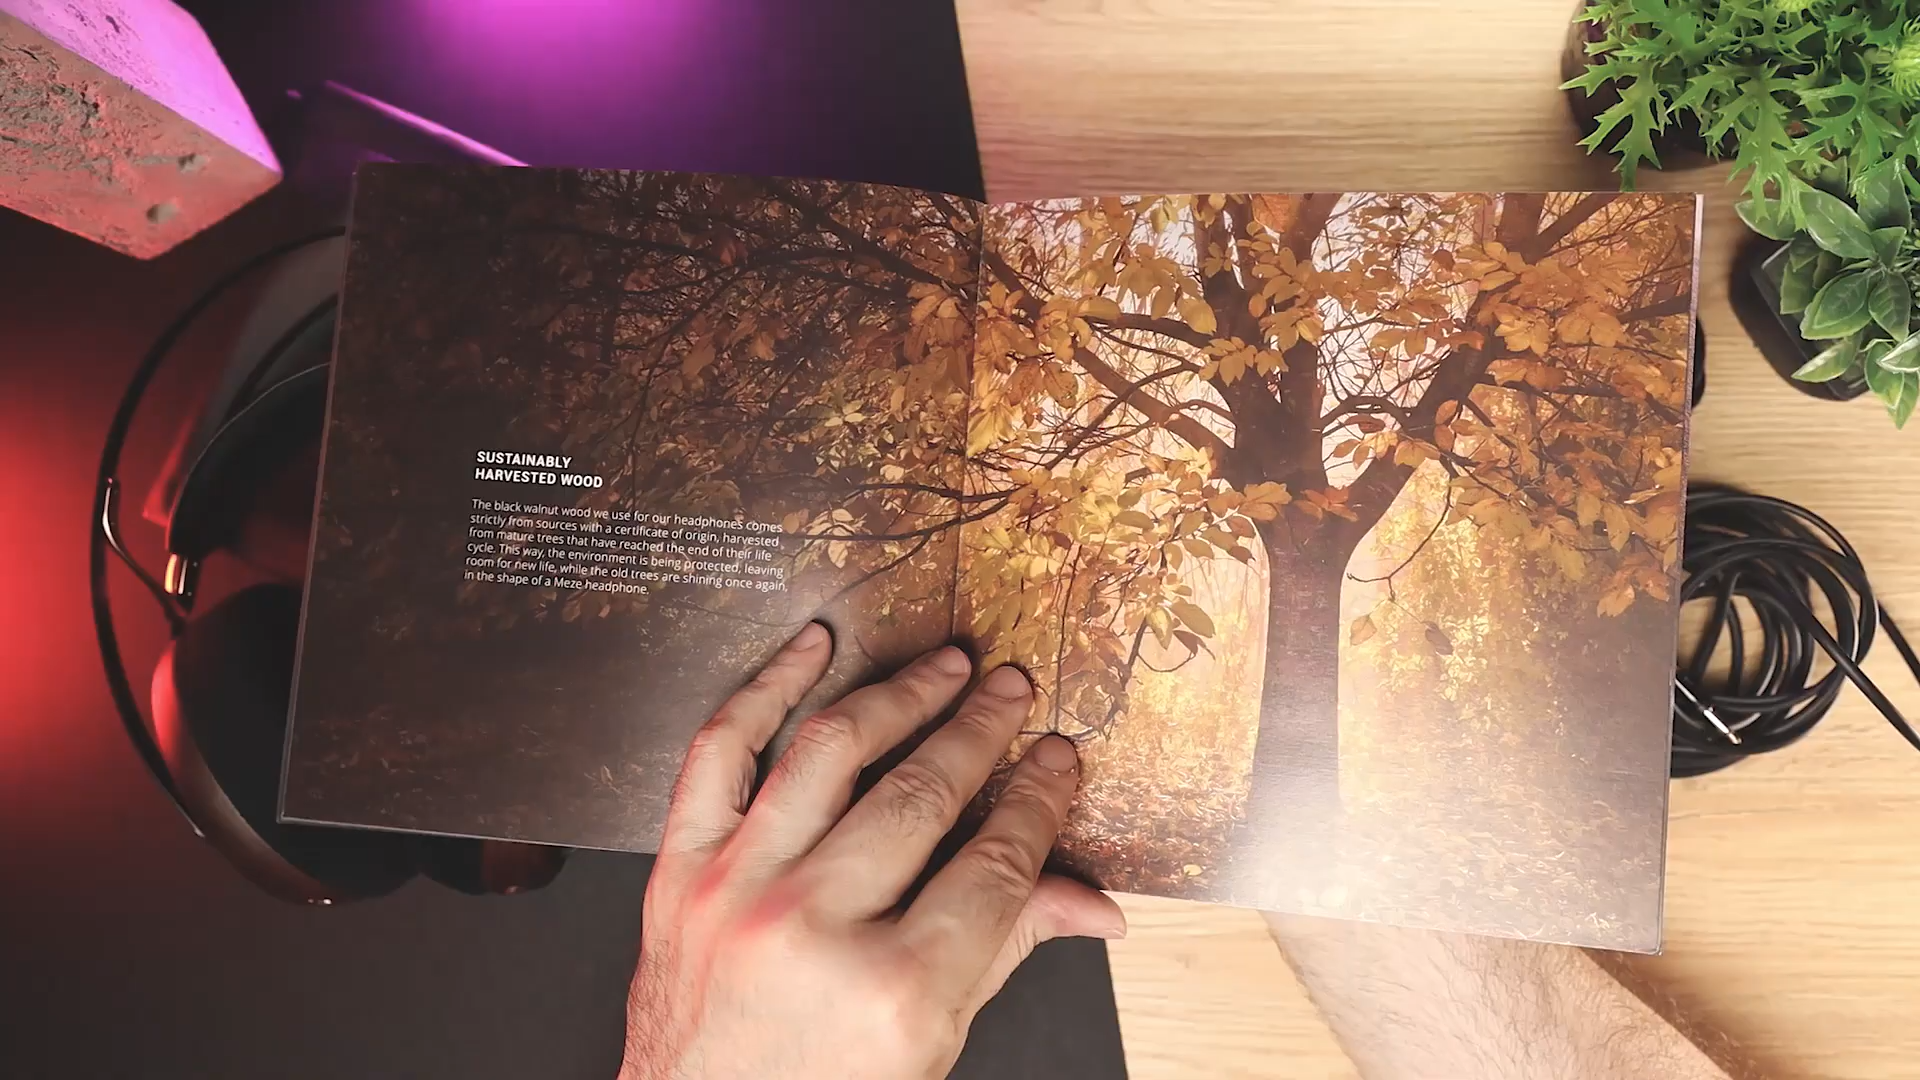 SUSTAINABLY
HARVESTED WOOD
The black walnut wood we use for our headphones comes
strictly from sources with a certificate of origin, harvested
from mature trees that have reached the end of their life
cycle. This way, the environment is being protected, leaving
room for new life, while the old trees are shining once again,
in the shape of a Meze headphone.